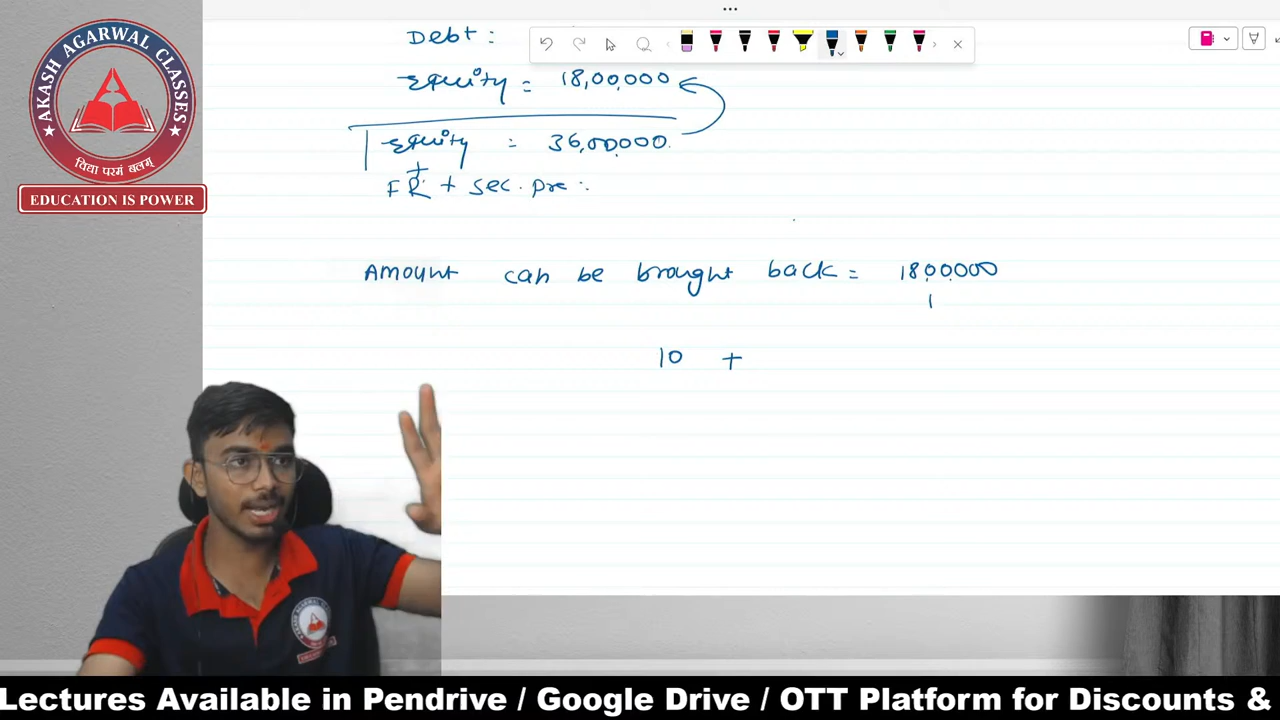 ...
AKASH AGARWAL CLASSES
विद्या परमं बलम्
EDUCATION IS POWER
Debt :
Equity = 18,00,000
Equity = 36,00,000
+
FR + Sec. pre :
Amount can be brought back = 1800000
1
10 +
Lectures Available in Pendrive / Google Drive / OTT Platform for Discounts &